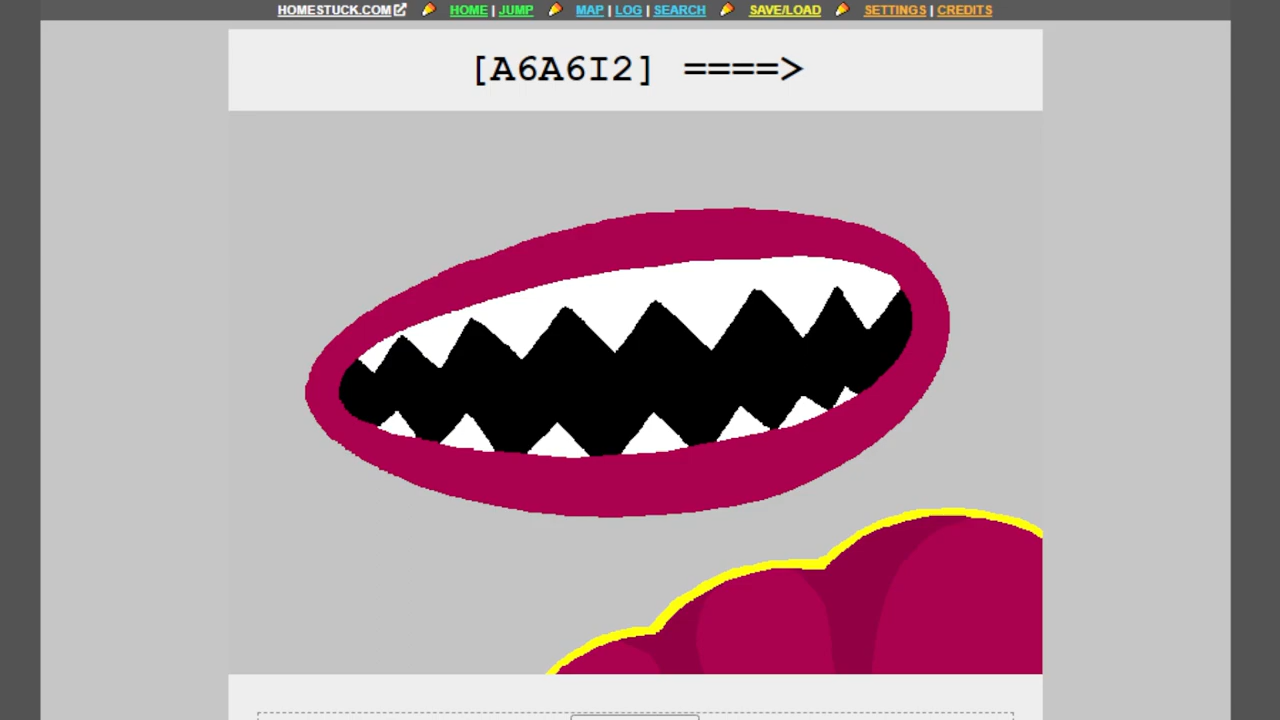 HOMESTUCK.COM HOME | JUMP MAP | LOG | SEARCH SAVE/LOAD SETTINGS | CREDITS
[A6A6I2] ====>